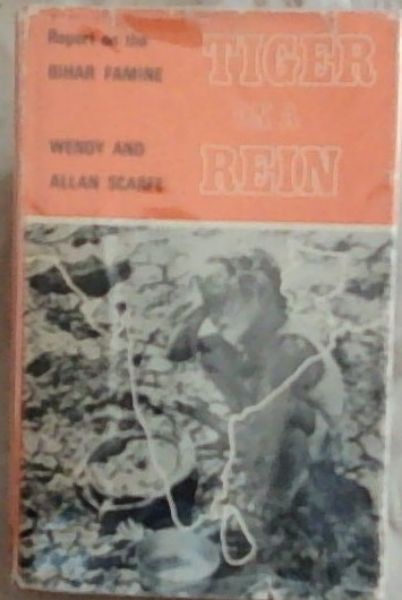 Report on the
BIHAR FAMINE
WENDY AND
ALLAN SCARFE
TIGER
ON A
REIN